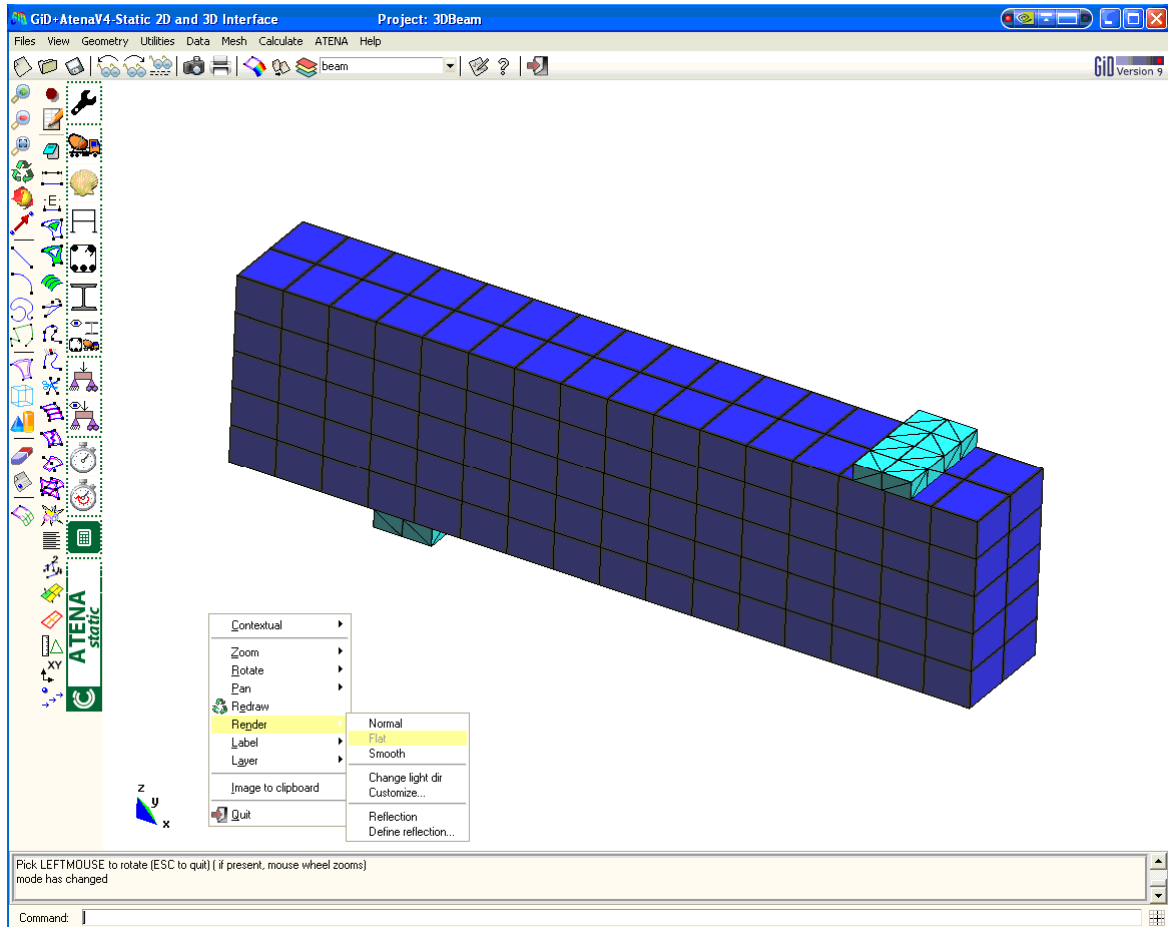 GiD+AtenaV4-Static 2D and 3D Interface Project: 3DBeam
Files View Geometry Utilities Data Mesh Calculate ATENA Help
beam
GiD Version 9
E
XY
ATENA
static
Contextual
Zoom
Rotate
Pan
Redraw
Render
Label
Layer
Image to clipboard
Quit
Normal
Flat
Smooth
Change light dir
Customize...
Reflection
Define reflection...
z
y
x
Pick LEFTMOUSE to rotate (ESC to quit) ( if present, mouse wheel zooms)
mode has changed
Command: